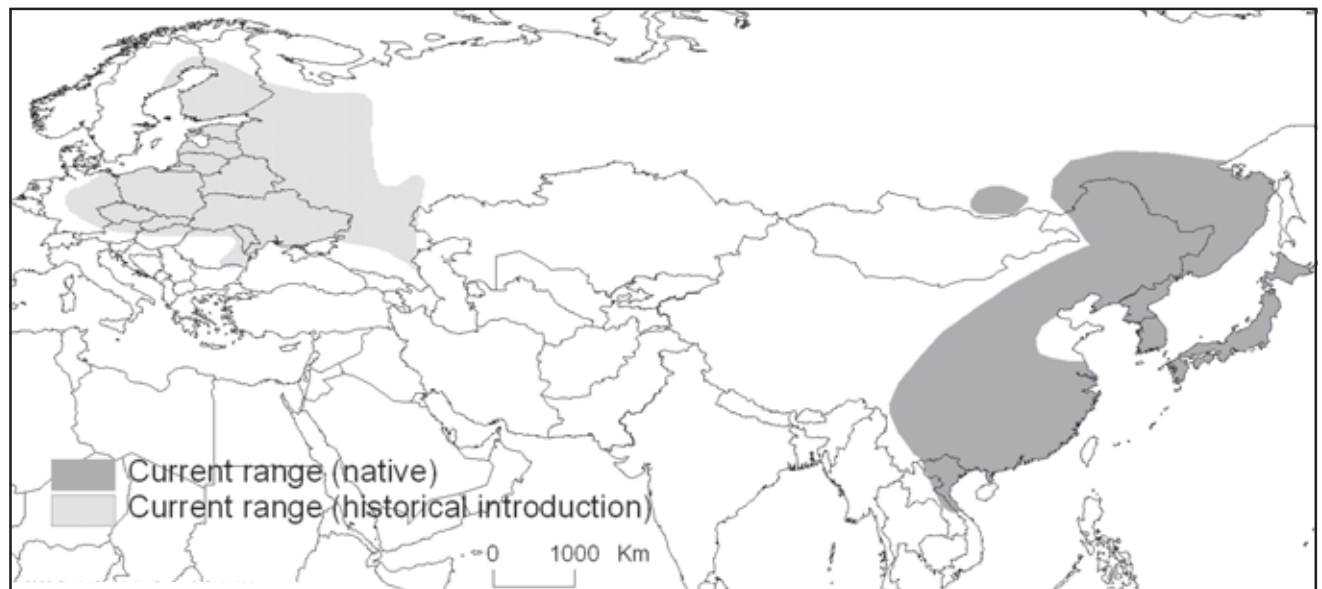 Current range (native)
Current range (historical introduction)
0 1000 Km